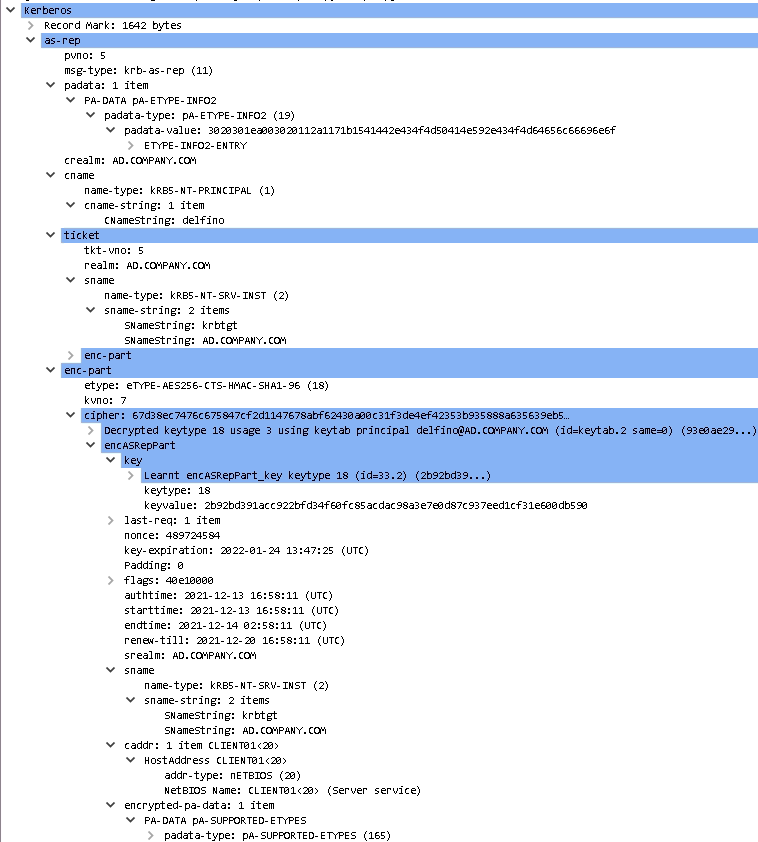 Kerberos
Record Mark: 1642 bytes
as-rep
pvno: 5
msg-type: krb-as-rep (11)
padata: 1 item
PA-DATA pA-ETYPE-INFO2
padata-type: pA-ETYPE-INFO2 (19)
padata-value: 3020301ea003020112a1171b1541442e434f4d50414e592e434f4d64656c66696e6f
ETYPE-INFO2-ENTRY
crealm: AD.COMPANY.COM
cname
name-type: kRB5-NT-PRINCIPAL (1)
cname-string: 1 item
CNameString: delfino
ticket
tkt-vno: 5
realm: AD.COMPANY.COM
sname
name-type: kRB5-NT-SRV-INST (2)
sname-string: 2 items
SNameString: krbtgt
SNameString: AD.COMPANY.COM
enc-part
enc-part
etype: eTYPE-AES256-CTS-HMAC-SHA1-96 (18)
kvno: 7
cipher: 67d38ec7476c675847cf2d1147678abf62430a00c31f3de4ef42353b935888a635639eb5…
Decrypted keytype 18 usage 3 using keytab principal delfino@AD.COMPANY.COM (id=keytab.2 same=0) (93e0ae29...)
encASRepPart
key
Learnt encASRepPart_key keytype 18 (id=33.2) (2b92bd39...)
keytype: 18
keyvalue: 2b92bd391acc922bfd34f60fc85acdac98a3e7e0d87c937eed1cf31e600db590
last-req: 1 item
nonce: 489724584
key-expiration: 2022-01-24 13:47:25 (UTC)
Padding: 0
flags: 40e10000
authtime: 2021-12-13 16:58:11 (UTC)
starttime: 2021-12-13 16:58:11 (UTC)
endtime: 2021-12-14 02:58:11 (UTC)
renew-till: 2021-12-20 16:58:11 (UTC)
srealm: AD.COMPANY.COM
sname
name-type: kRB5-NT-SRV-INST (2)
sname-string: 2 items
SNameString: krbtgt
SNameString: AD.COMPANY.COM
caddr: 1 item CLIENT01<20>
HostAddress CLIENT01<20>
addr-type: nETBIOS (20)
NetBIOS Name: CLIENT01<20> (Server service)
encrypted-pa-data: 1 item
PA-DATA pA-SUPPORTED-ETYPES
padata-type: pA-SUPPORTED-ETYPES (165)